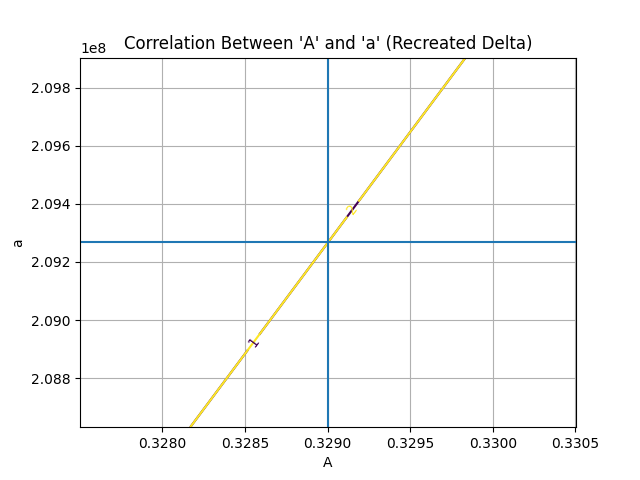 Correlation Between 'A' and 'a' (Recreated Delta)
1e8
2.098
2.096
2.094
2.092
2.090
2.088
a
1
0.3280 0.3285 0.3290 0.3295 0.3300 0.3305
A